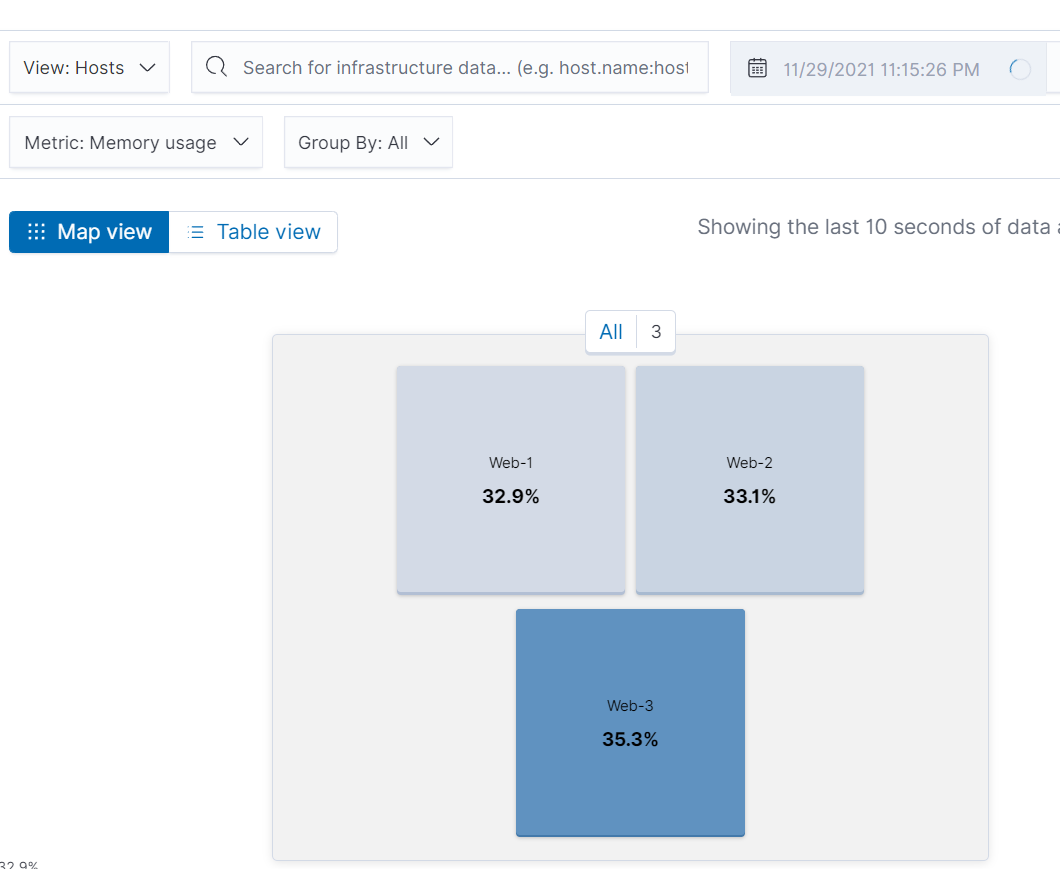 View: Hosts
Search for infrastructure data... (e.g. host.name:host
11/29/2021 11:15:26 PM
Metric: Memory usage
Group By: All
Map view
Table view
Showing the last 10 seconds of data
All 3
Web-1
32.9%
Web-2
33.1%
Web-3
35.3%
32.9%